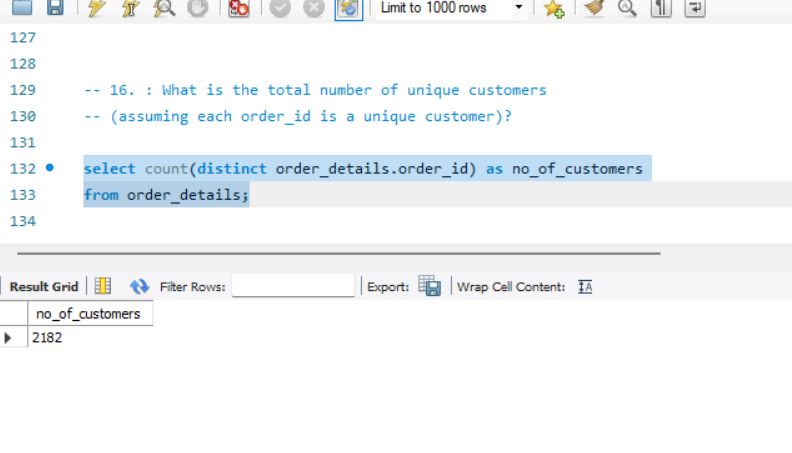 Limit to 1000 rows
127
128
129 -- 16. : What is the total number of unique customers
130 -- (assuming each order_id is a unique customer)?
131
132 select count(distinct order_details.order_id) as no_of_customers
133 from order_details;
134
Result Grid Filter Rows: Export: Wrap Cell Content: IA
no_of_customers
2182